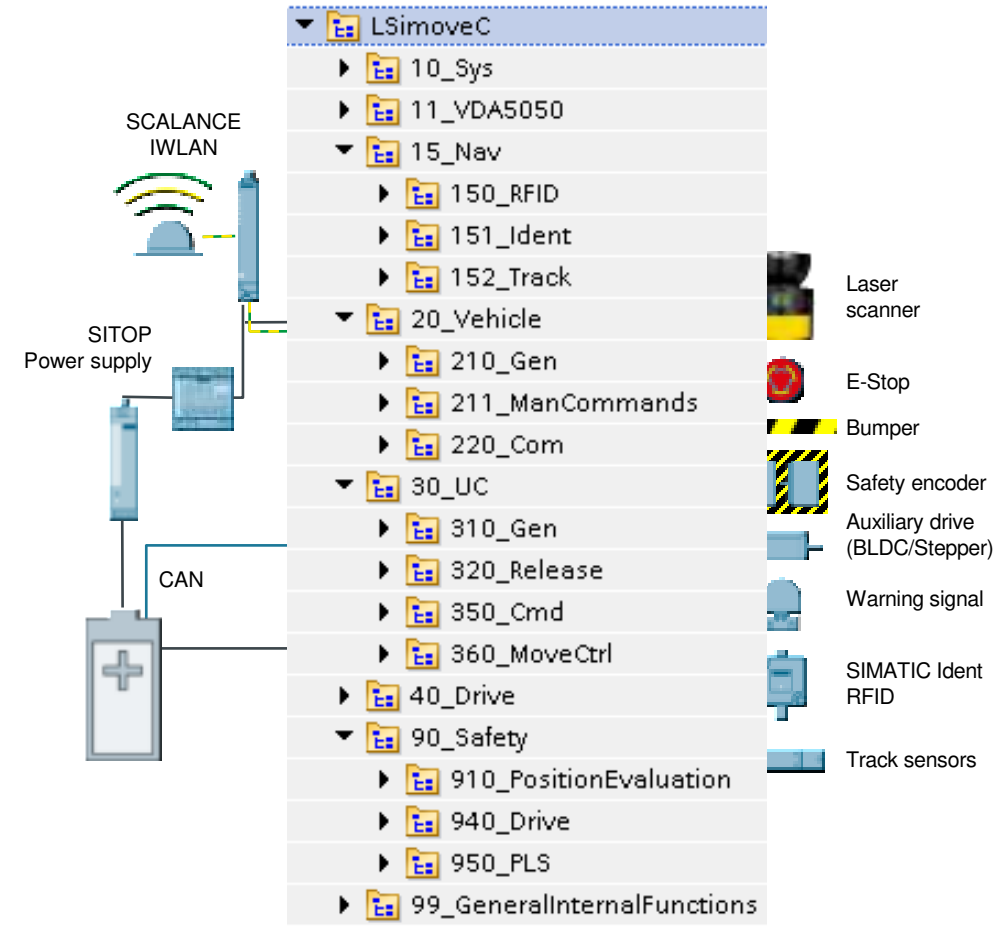 LSimoveC
10_Sys
11_VDA5050
15_Nav
150_RFID
151_Ident
152_Track
20_Vehicle
210_Gen
211_ManCommands
220_Com
30_UC
310_Gen
320_Release
350_Cmd
360_MoveCtrl
40_Drive
90_Safety
910_PositionEvaluation
940_Drive
950_PLS
99_GeneralInternalFunctions
SCALANCE
IWLAN
SITOP
Power supply
CAN
Laser
scanner
E-Stop
Bumper
Safety encoder
Auxiliary drive
(BLDC/Stepper)
Warning signal
SIMATIC Ident
RFID
Track sensors